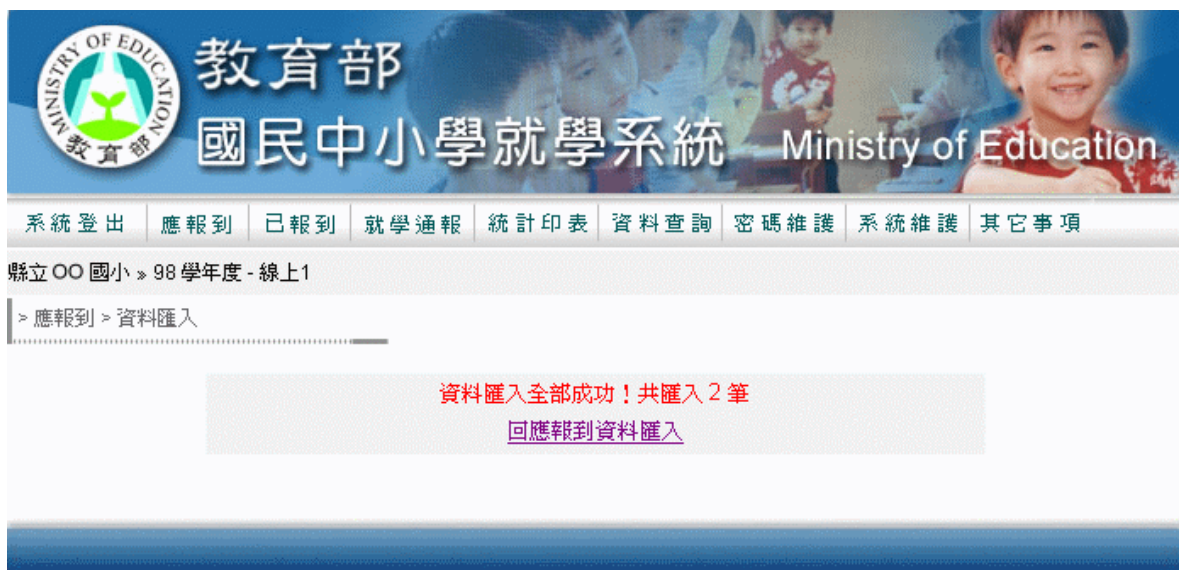 MINISTRY OF EDUCATION
教育部
教育部
國民中小學就學系統 Ministry of Education
系統登出 應報到 已報到 就學通報 統計印表 資料查詢 密碼維護 系統維護 其它事項
縣立OO國小 » 98學年度 - 線上1
> 應報到 > 資料匯入
資料匯入全部成功！共匯入2筆
回應報到資料匯入